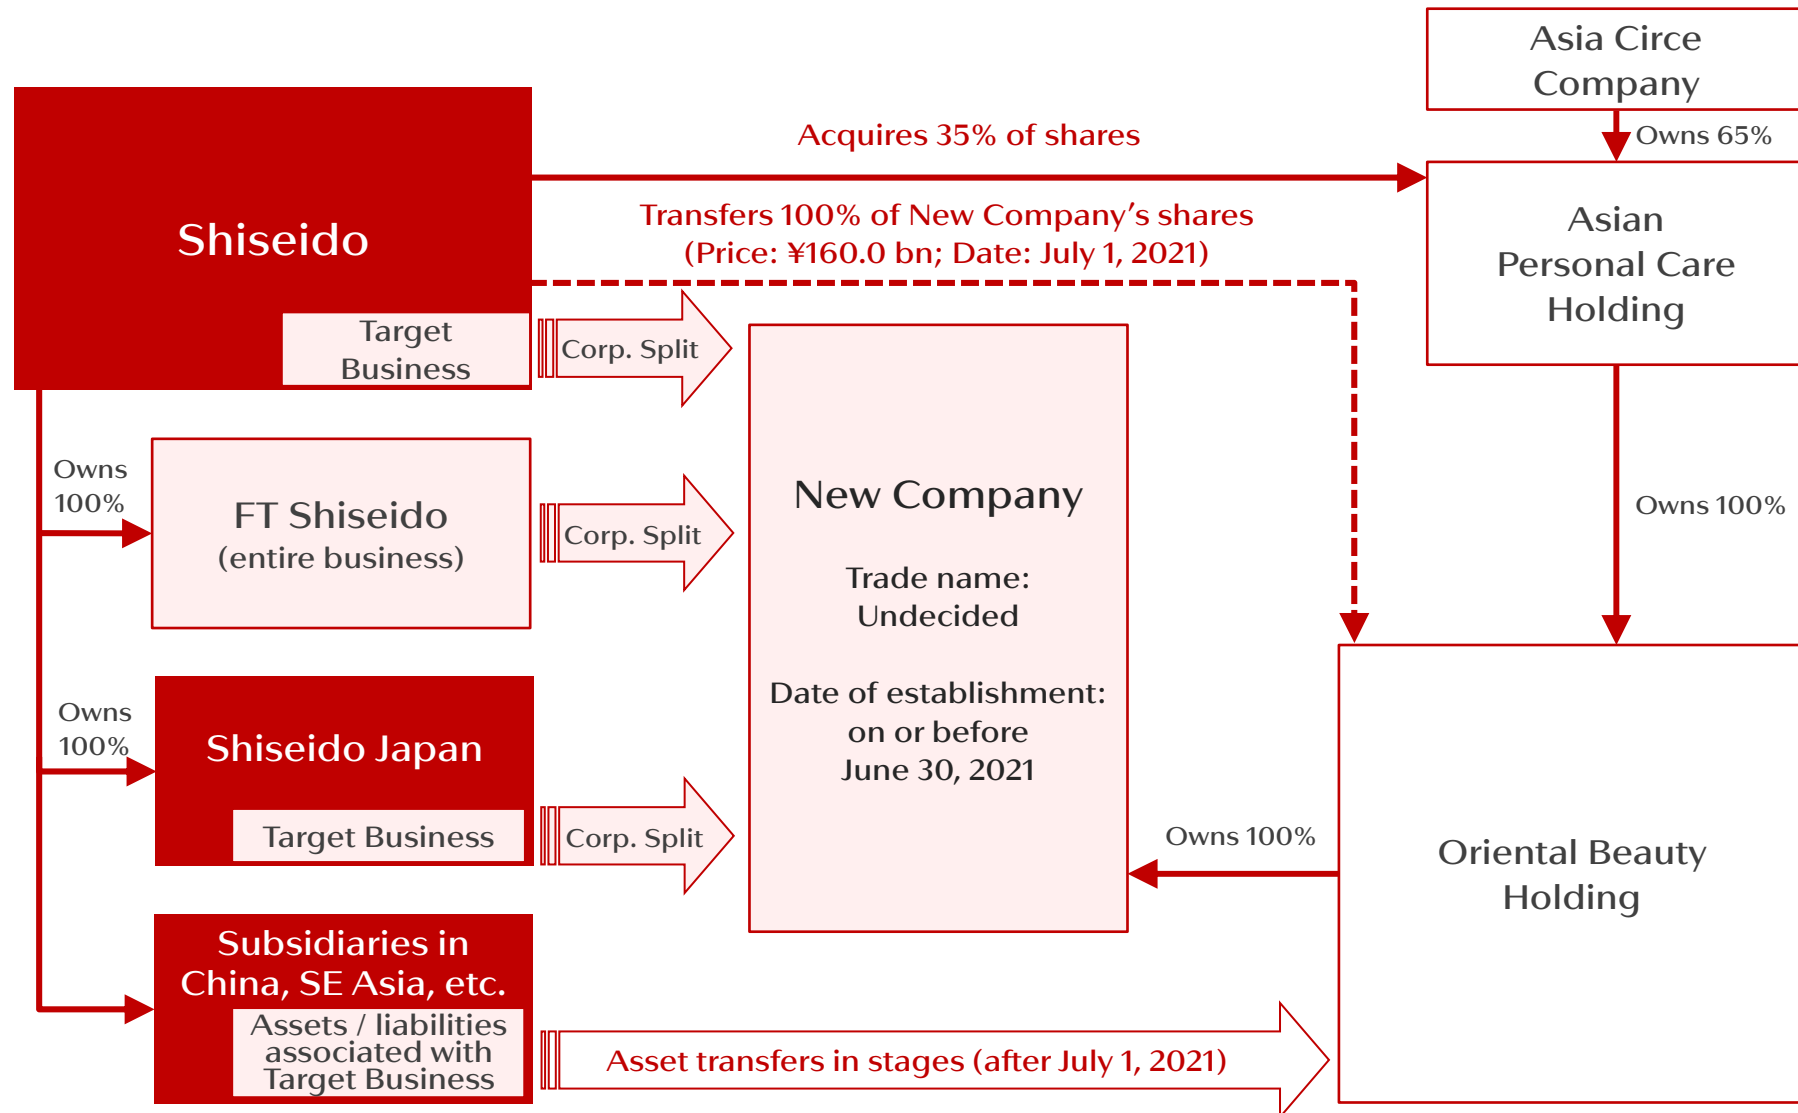 Asia Circe
Company
Owns 65%
Acquires 35% of shares
Shiseido
Transfers 100% of New Company's shares
(Price: ¥160.0 bn; Date: July 1, 2021)
Asian
Personal Care
Holding
Target
Business
Corp. Split
Owns
100%
FT Shiseido
(entire business)
Corp. Split
New Company
Trade name:
Undecided
Date of establishment:
on or before
June 30, 2021
Owns 100%
Owns
100%
Shiseido Japan
Target Business
Corp. Split
Owns 100%
Oriental Beauty
Holding
Subsidiaries in
China, SE Asia, etc.
Assets / liabilities
associated with
Target Business
Asset transfers in stages (after July 1, 2021)